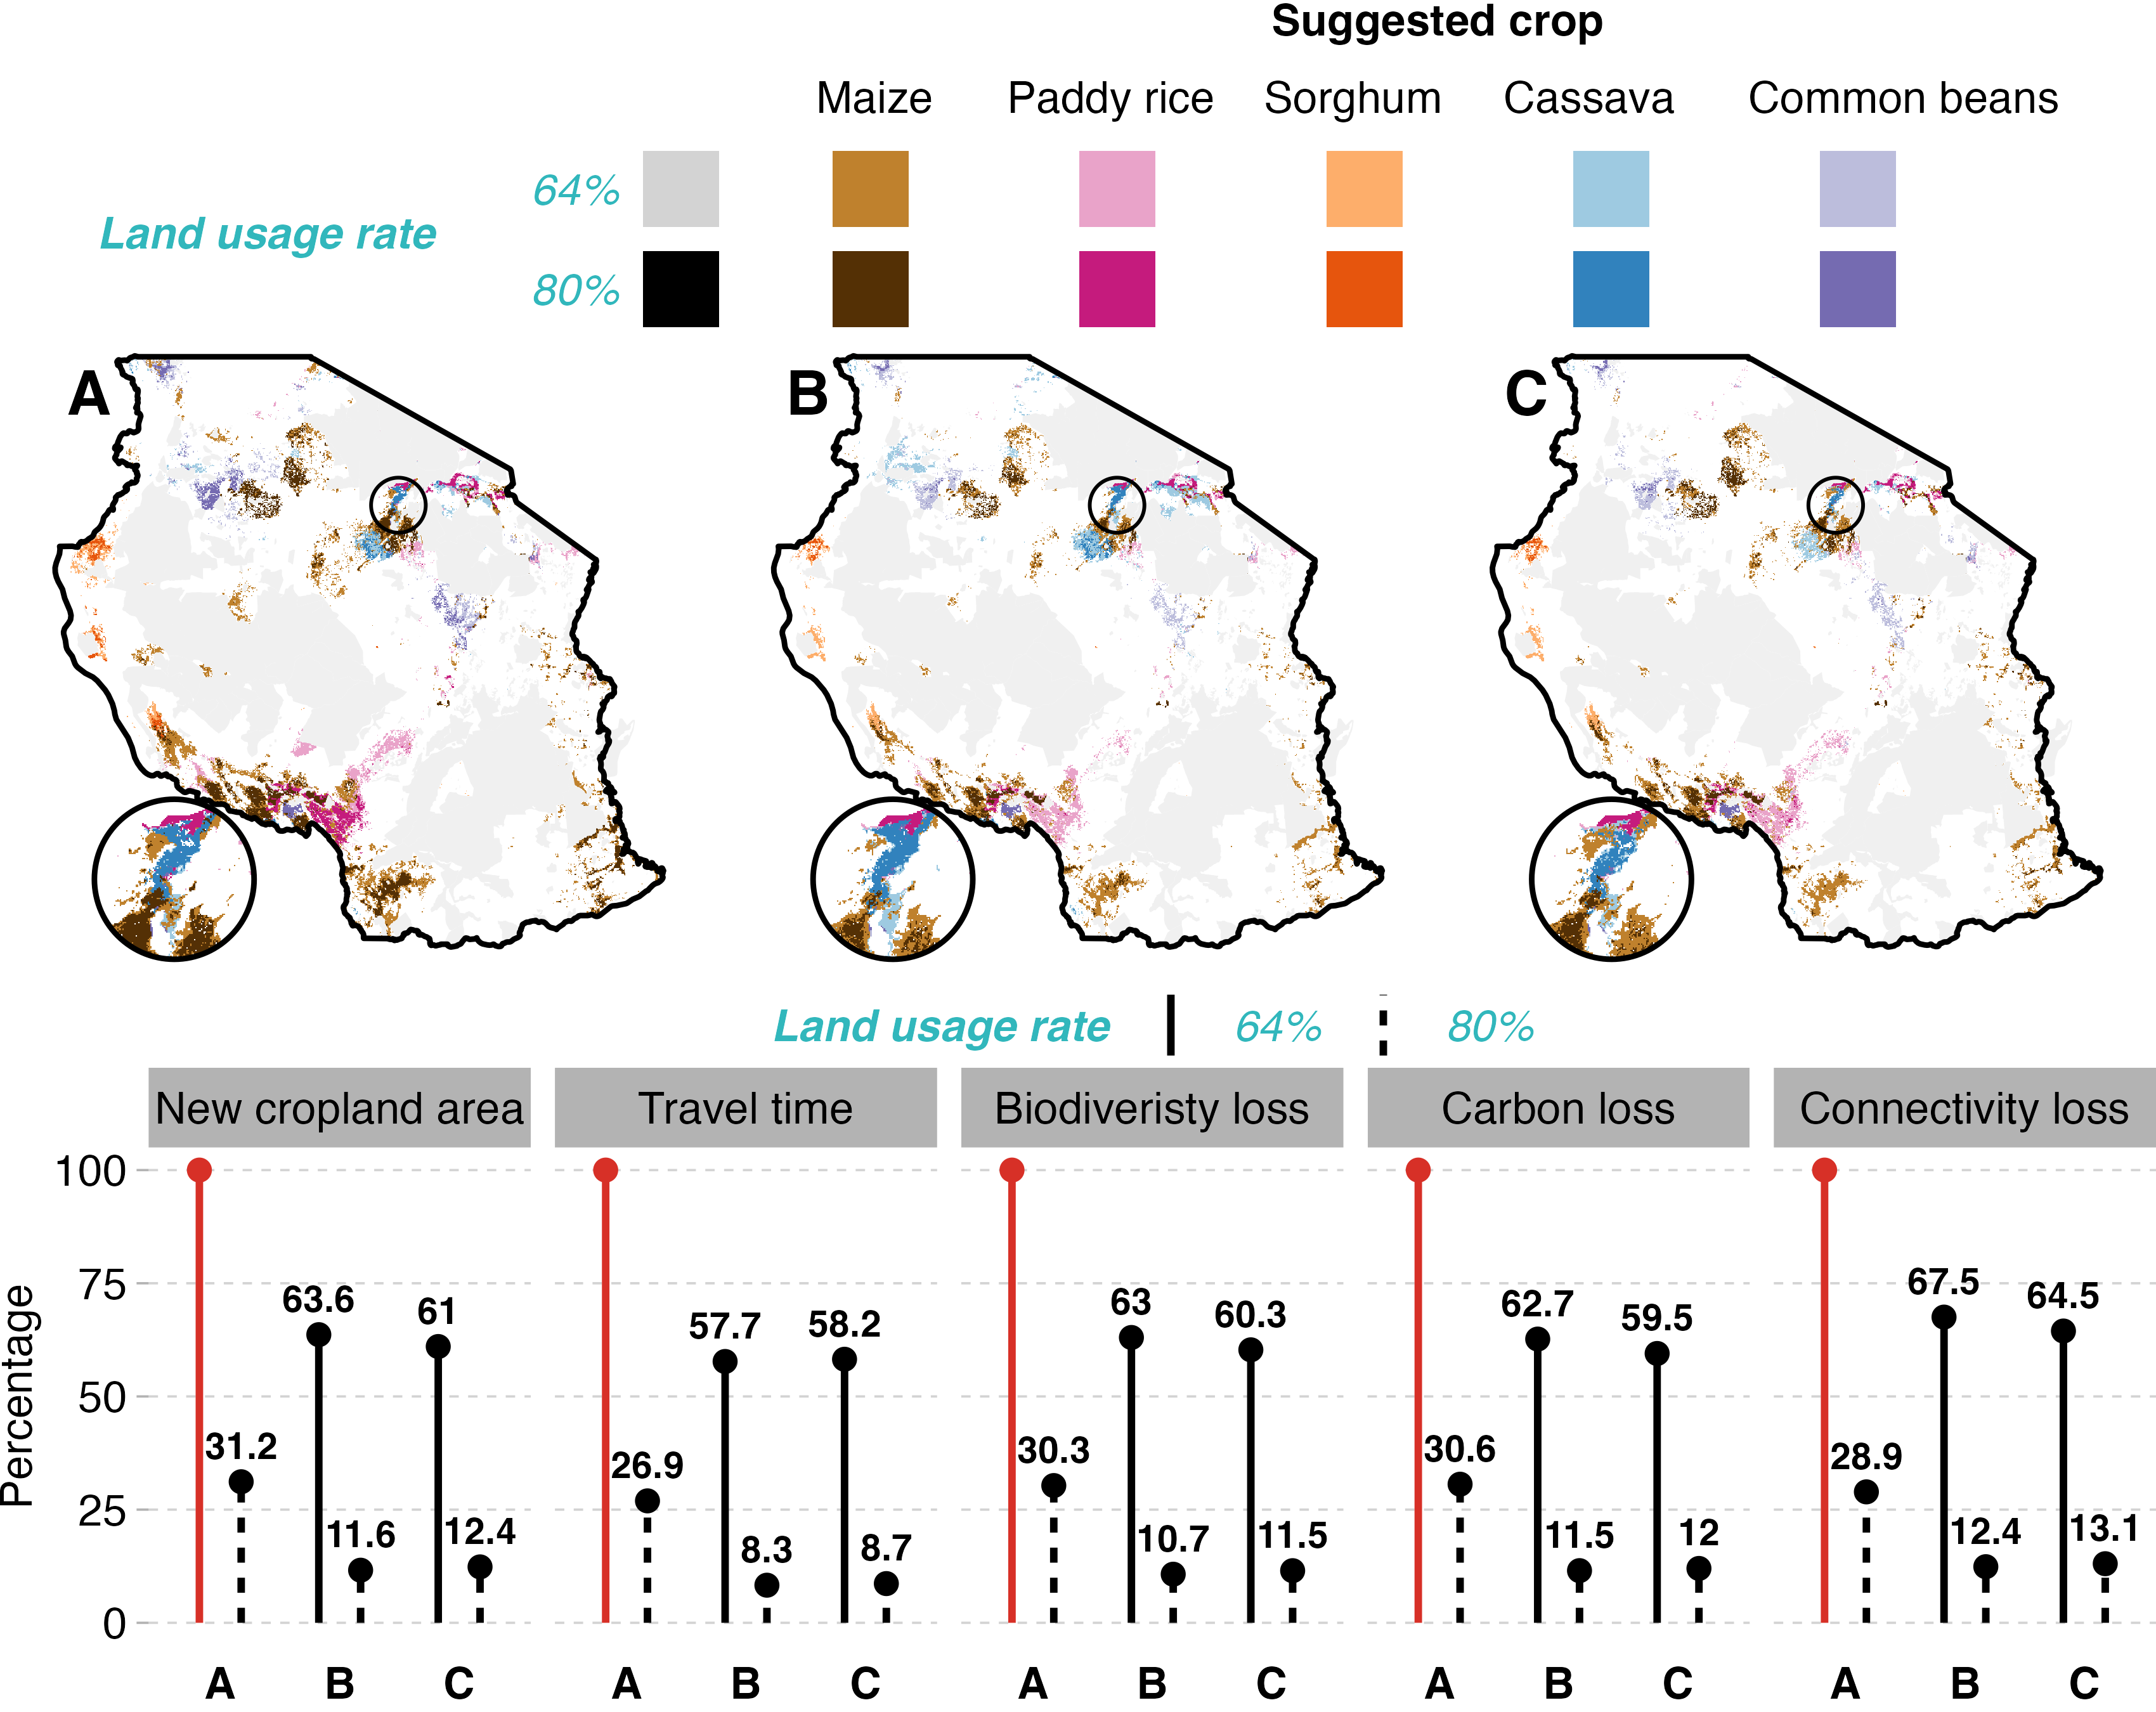 Suggested crop
Maize Paddy rice Sorghum Cassava Common beans
64%
Land usage rate
80%
A B C
Land usage rate 64% 80%
New cropland area Travel time Biodiveristy loss Carbon loss Connectivity loss
Percentage
100
75
50
25
0
63.6 61 31.2 11.6 12.4
57.7 58.2 26.9 8.3 8.7
63 60.3 30.3 10.7 11.5
62.7 59.5 30.6 11.5 12
67.5 64.5 28.9 12.4 13.1
A B C A B C A B C A B C A B C